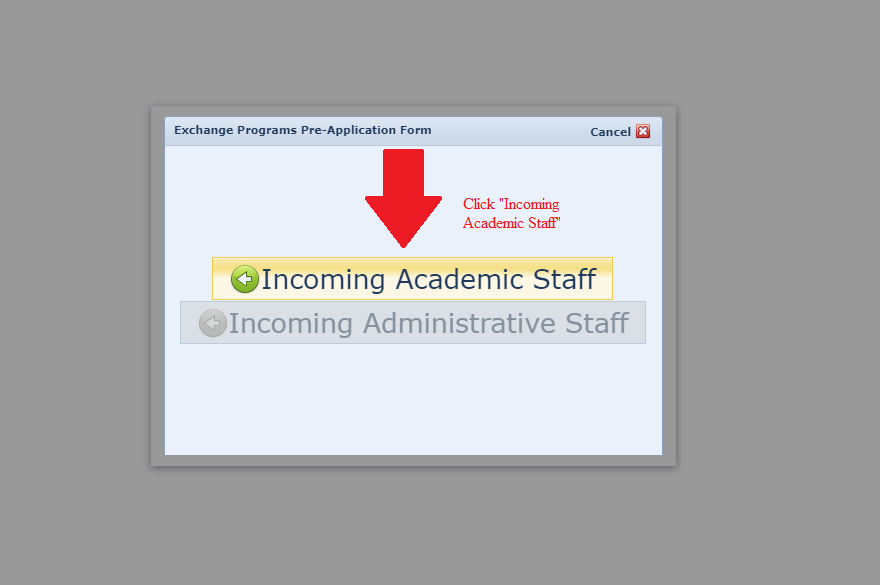 Exchange Programs Pre-Application Form
Cancel
Click "Incoming
Academic Staff"
Incoming Academic Staff
Incoming Administrative Staff